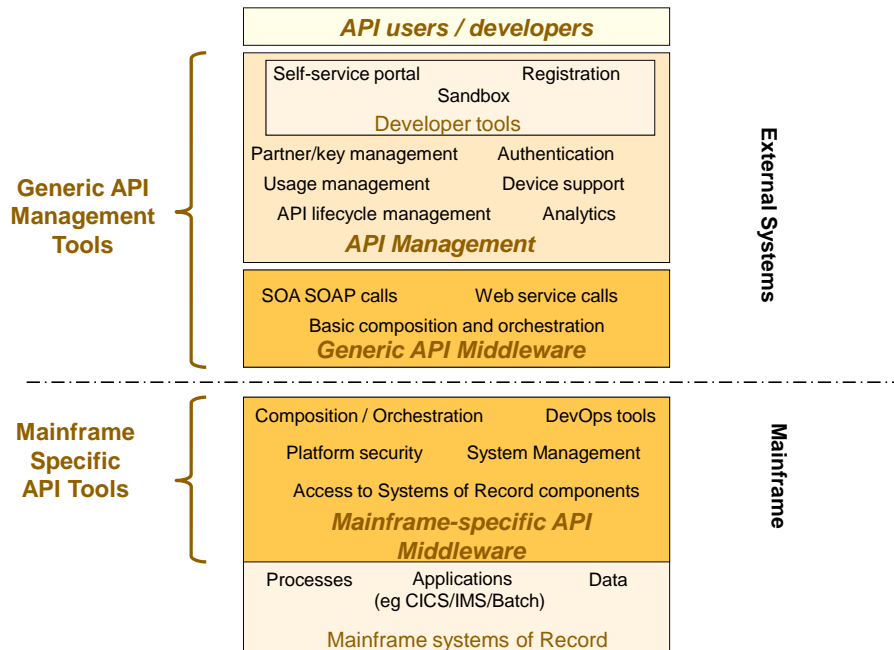 API users / developers
Self-service portal Registration
Sandbox
Developer tools
Partner/key management Authentication
Usage management Device support
API lifecycle management Analytics
API Management
Generic API
Management
Tools
External Systems
SOA SOAP calls Web service calls
Basic composition and orchestration
Generic API Middleware
Mainframe
Specific
API Tools
Composition / Orchestration DevOps tools
Platform security System Management
Access to Systems of Record components
Mainframe-specific API
Middleware
Mainframe
Processes Applications Data
(eg CICS/IMS/Batch)
Mainframe systems of Record